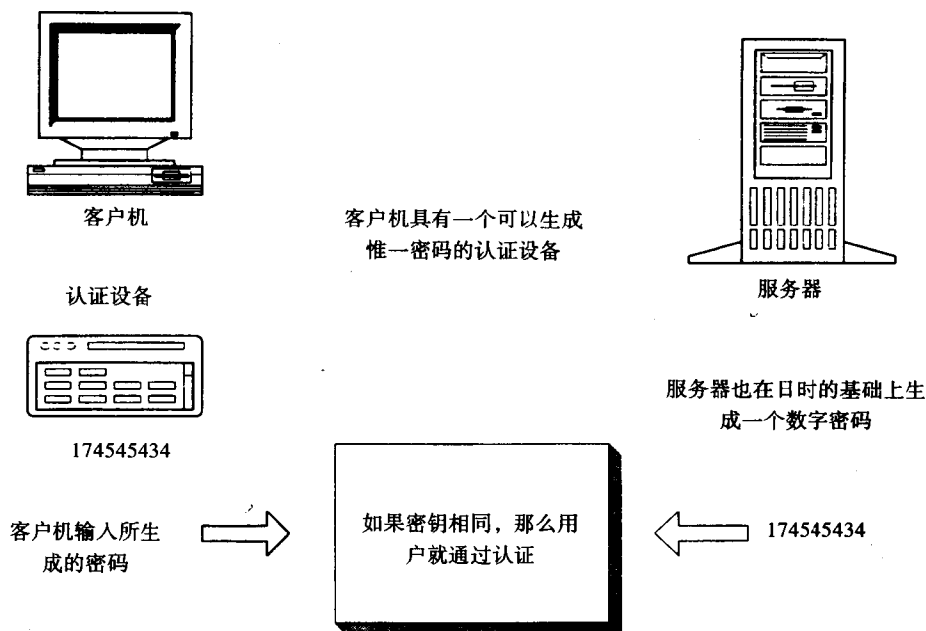 客户机
客户机具有一个可以生成
惟一密码的认证设备
服务器
认证设备
服务器也在日时的基础上生
成一个数字密码
174545434
客户机输入所生
成的密码
如果密钥相同，那么用
户就通过认证
174545434